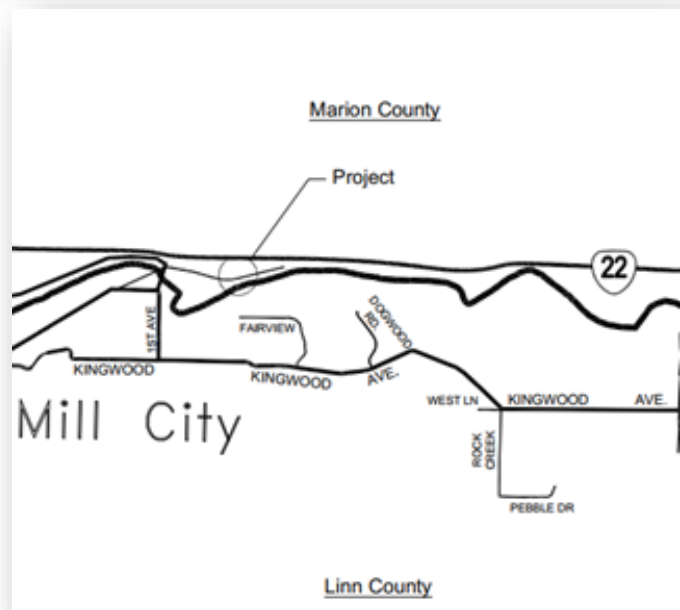 Marion County
Project
22
FAIRVIEW
DOGWOOD
RD.
1ST AVE
KINGWOOD
KINGWOOD
AVE.
WEST LN
KINGWOOD
AVE.
Mill City
ROCK
CREEK
PEBBLE DR
Linn County